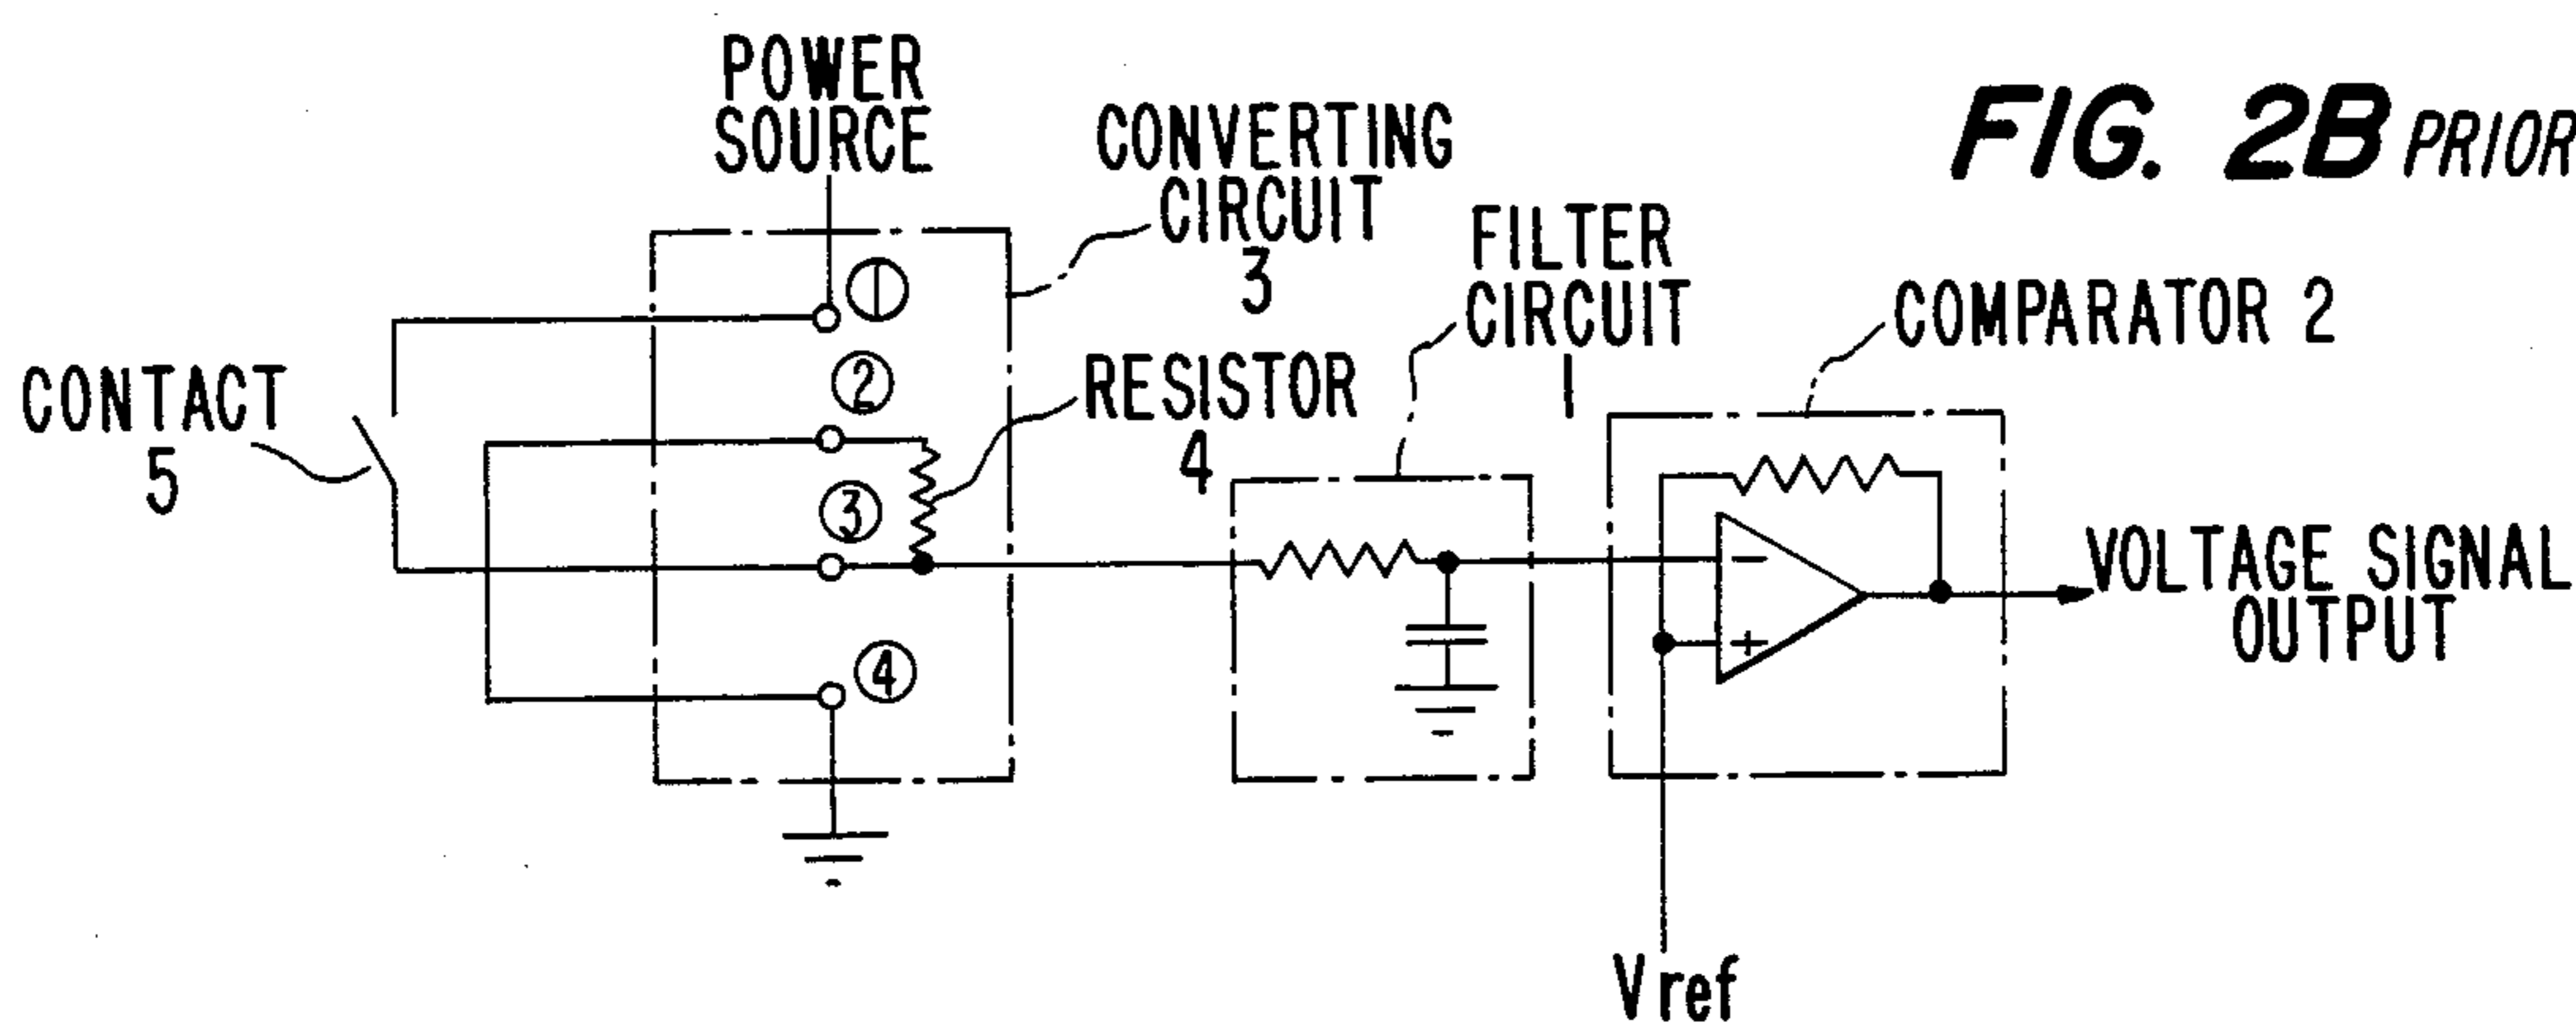 POWER
SOURCE
CONVERTING
CIRCUIT
3
FIG. 2B PRIOR
FILTER
CIRCUIT
1
COMPARATOR 2
①
②
RESISTOR
4
CONTACT
5
③
④
−
+
VOLTAGE SIGNAL
OUTPUT
Vref